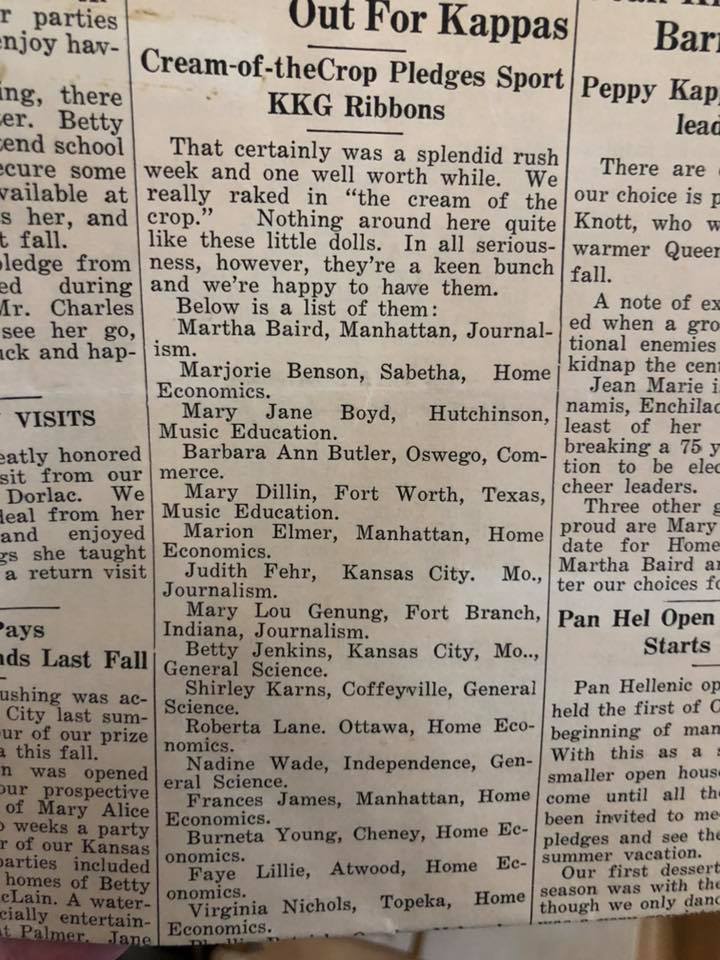 r parties
enjoy hav-
ing, there
er. Betty
tend school
ecure some
vailable at
s her, and
t fall.
pledge from
ed during
Mr. Charles
see her go,
uck and hap-
VISITS
eatly honored
sit from our
Dorlac. We
deal from her
and enjoyed
gs she taught
a return visit
Pays
nds Last Fall
ushing was ac-
City last sum-
ur of our prize
a this fall.
n was opened
our prospective
of Mary Alice
o weeks a party
r of our Kansas
parties included
homes of Betty
cLain. A water-
cially entertain-
at Palmer. Jane
Out For Kappas
Cream-of-theCrop Pledges Sport
KKG Ribbons
That certainly was a splendid rush
week and one well worth while. We
really raked in "the cream of the
crop." Nothing around here quite
like these little dolls. In all serious-
ness, however, they're a keen bunch
and we're happy to have them.
Below is a list of them:
Martha Baird, Manhattan, Journal-
ism.
Marjorie Benson, Sabetha, Home
Economics.
Mary Jane Boyd, Hutchinson,
Music Education.
Barbara Ann Butler, Oswego, Com-
merce.
Mary Dillin, Fort Worth, Texas,
Music Education.
Marion Elmer, Manhattan, Home
Economics.
Judith Fehr, Kansas City. Mo.,
Journalism.
Mary Lou Genung, Fort Branch,
Indiana, Journalism.
Betty Jenkins, Kansas City, Mo..,
General Science.
Shirley Karns, Coffeyville, General
Science.
Roberta Lane. Ottawa, Home Eco-
nomics.
Nadine Wade, Independence, Gen-
eral Science.
Frances James, Manhattan, Home
Economics.
Burneta Young, Cheney, Home Ec-
onomics.
Faye Lillie, Atwood, Home Ec-
onomics.
Virginia Nichols, Topeka, Home
Economics.
Barr
Peppy Kap
lead
There are
our choice is p
Knott, who w
warmer Queen
fall.
A note of ex
ed when a gro
tional enemies
kidnap the cent
Jean Marie i
namis, Enchilad
least of her
breaking a 75 y
tion to be elec
cheer leaders.
Three other g
proud are Mary
date for Home
Martha Baird an
ter our choices fo
Pan Hel Open
Starts
Pan Hellenic op
held the first of O
beginning of man
With this as a s
smaller open hous
come until all th
been invited to me
pledges and see the
summer vacation.
Our first dessert
season was with the
though we only danc